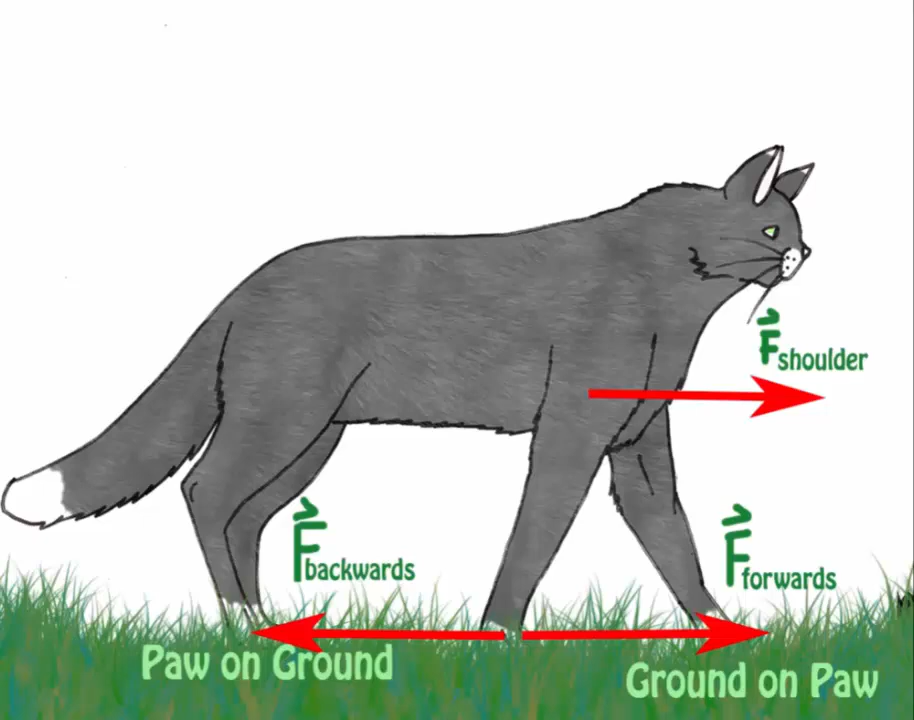 F⃗shoulder
F⃗backwards
F⃗forwards
Paw on Ground
Ground on Paw